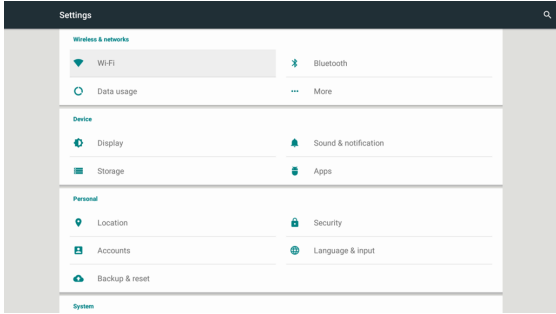 Settings
Wireless & networks
Wi-Fi
Bluetooth
Data usage
More
Device
Display
Sound & notification
Storage
Apps
Personal
Location
Security
Accounts
Language & input
Backup & reset
System